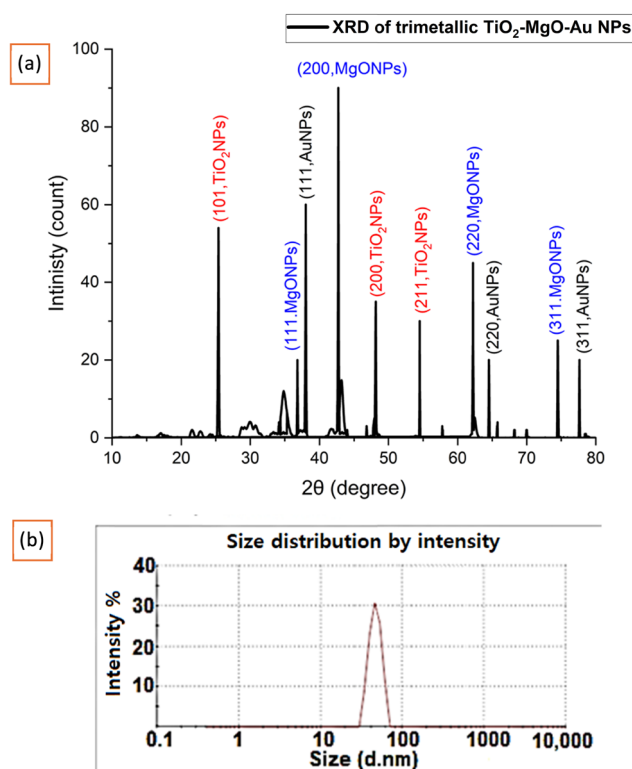 XRD of trimetallic TiO₂-MgO-Au NPs
(a)
(200,MgONPs)
(101,TiO₂NPs)
(111.MgONPs)
(111,AuNPs)
(200,TiO₂NPs)
(211,TiO₂NPs)
(220,MgONPs)
(220,AuNPs)
(311.MgONPs)
(311,AuNPs)
Intinisty (count)
100
80
60
40
20
0
10 20 30 40 50 60 70 80
2θ (degree)
(b)
Size distribution by intensity
Intensity %
40
30
20
10
0.1 1 10 100 1000 10,000
Size (d.nm)